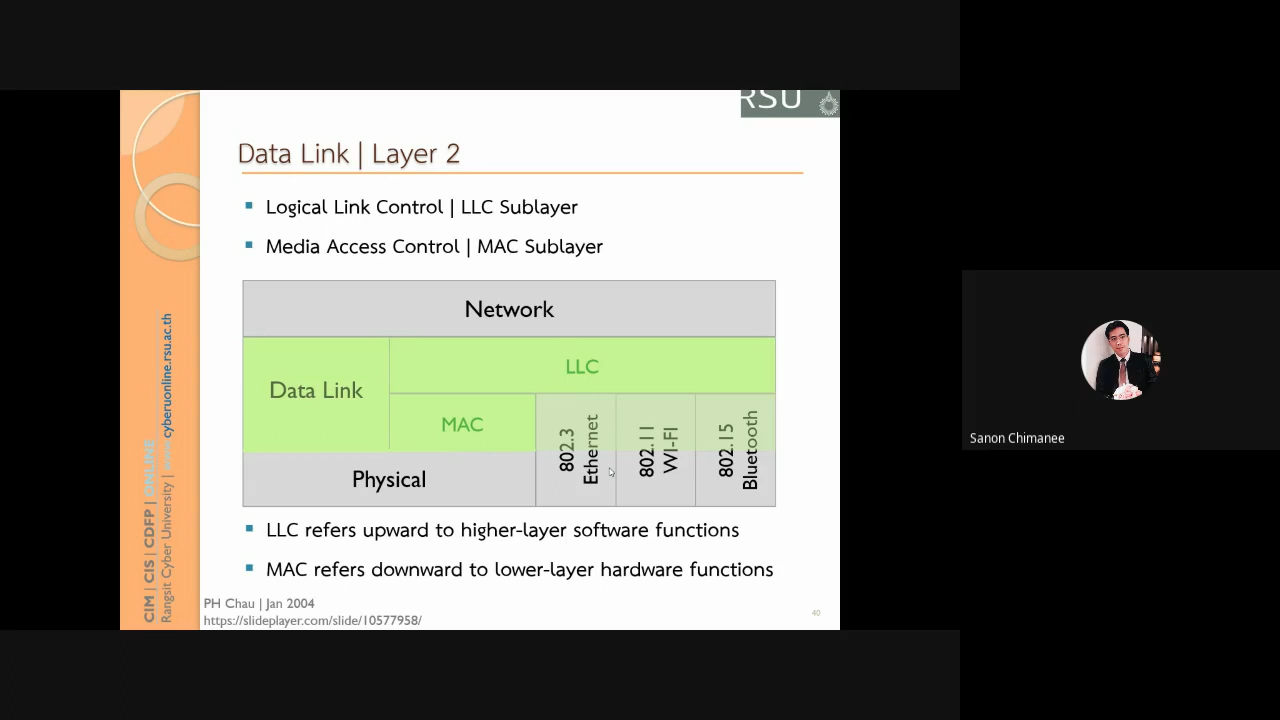 RSU
Data Link | Layer 2
Logical Link Control | LLC Sublayer
Media Access Control | MAC Sublayer
Network
Data Link
LLC
MAC
802.3
Ethernet
802.11
WI-FI
802.15
Bluetooth
Physical
LLC refers upward to higher-layer software functions
MAC refers downward to lower-layer hardware functions
PH Chau | Jan 2004
https://slideplayer.com/slide/10577958/
40
CIM | CIS | CDFP | ONLINE
Rangsit Cyber University | www.cyberuonline.rsu.ac.th
Sanon Chimanee